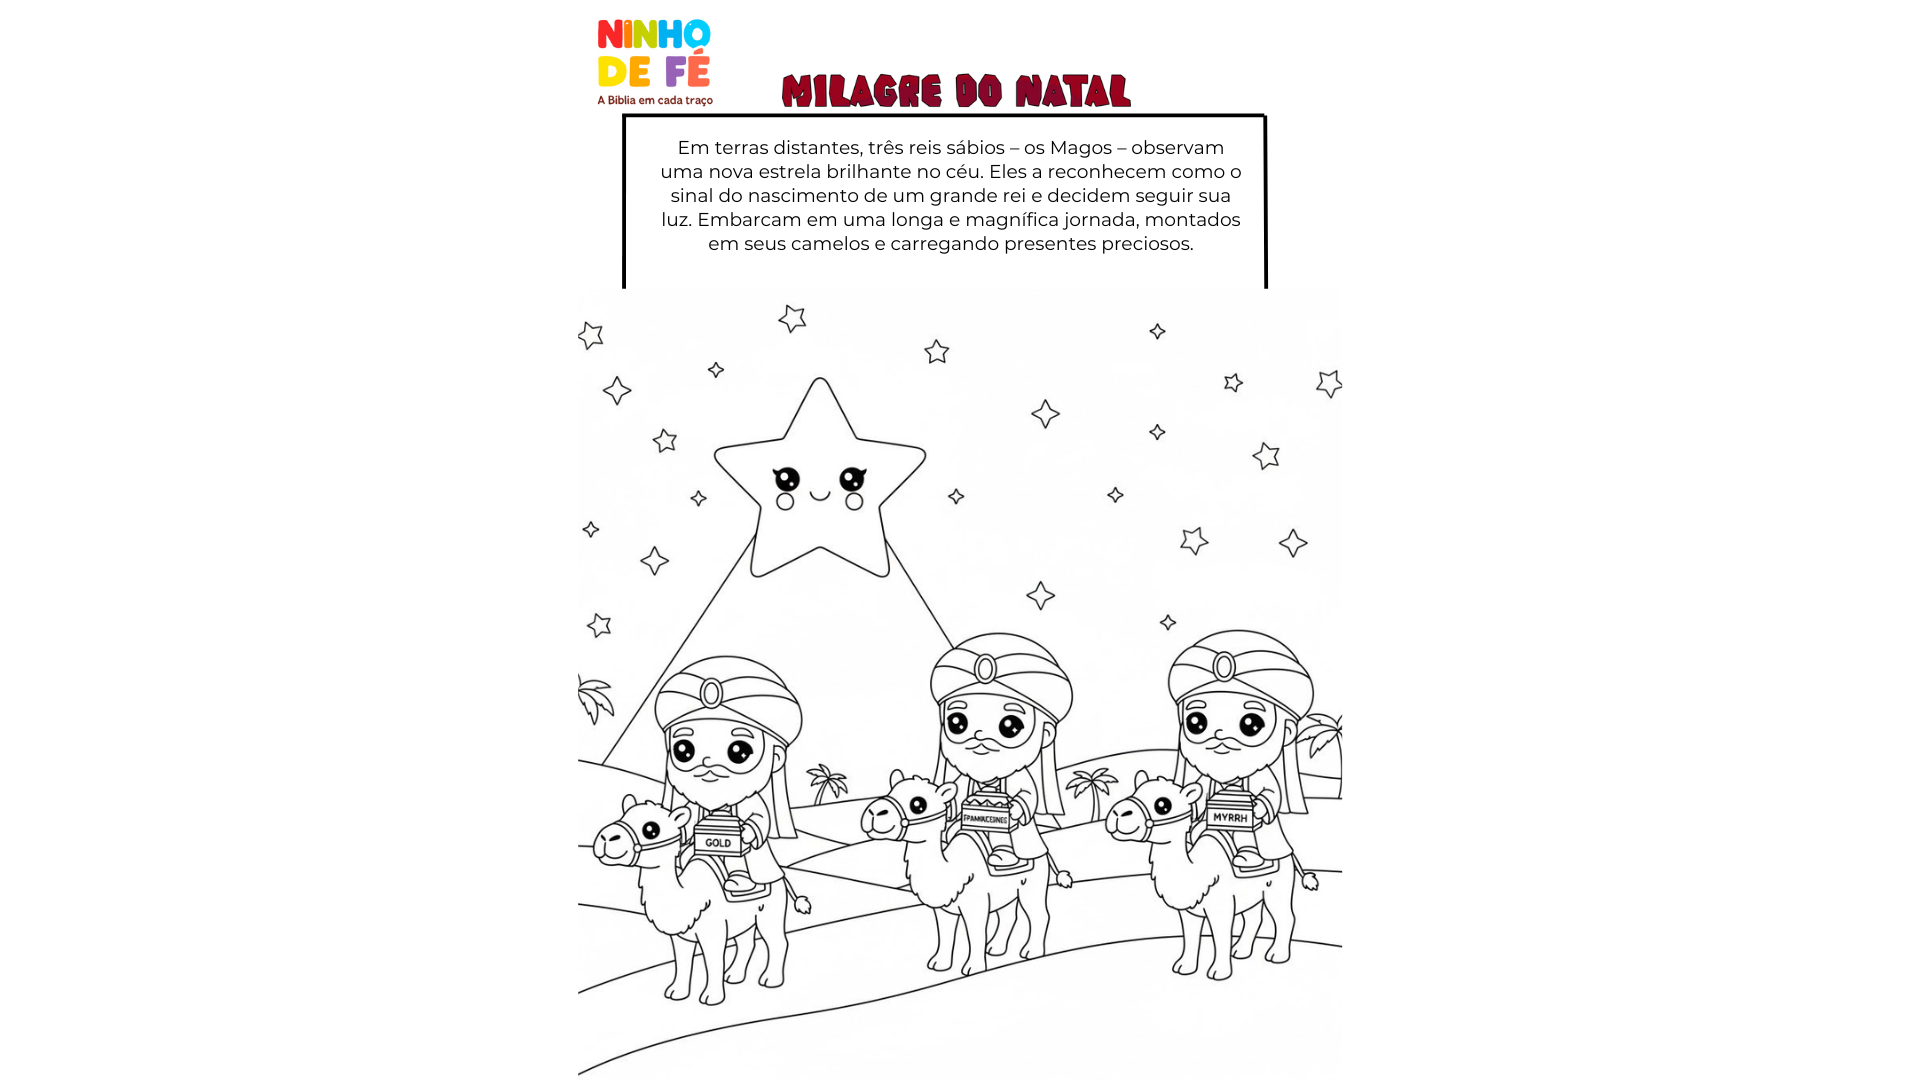 NINHO
DE FÉ
A Bíblia em cada traço
MILAGRE DO NATAL
Em terras distantes, três reis sábios – os Magos – observam
uma nova estrela brilhante no céu. Eles a reconhecem como o
sinal do nascimento de um grande rei e decidem seguir sua
luz. Embarcam em uma longa e magnífica jornada, montados
em seus camelos e carregando presentes preciosos.
GOLD
MYRRH